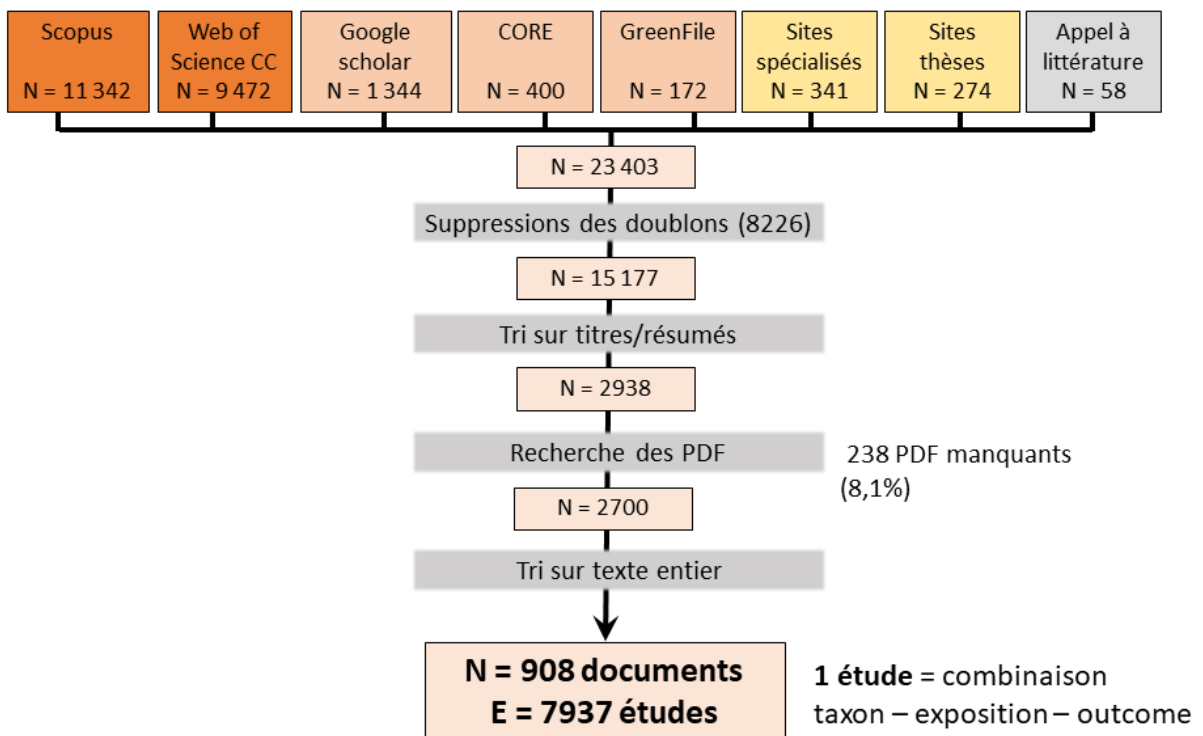 Scopus
N = 11 342
Web of
Science CC
N = 9 472
Google
scholar
N = 1 344
CORE
N = 400
GreenFile
N = 172
Sites
spécialisés
N = 341
Sites
thèses
N = 274
Appel à
littérature
N = 58
N = 23 403
Suppressions des doublons (8226)
N = 15 177
Tri sur titres/résumés
N = 2938
Recherche des PDF
238 PDF manquants
(8,1%)
N = 2700
Tri sur texte entier
N = 908 documents
E = 7937 études
1 étude = combinaison
taxon – exposition – outcome